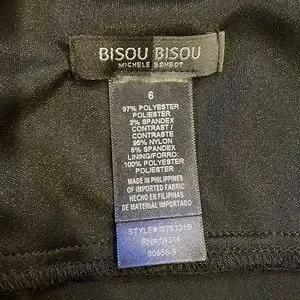 BISOU BISOU
MICHELE BOHBOT
6
97% POLYESTER
POLIESTER
3% SPANDEX
CONTRAST /
CONTRASTE
95% NYLON
5% SPANDEX
LINING/FORRO:
100% POLYESTER
POLIESTER
MADE IN PHILIPPINES
OF IMPORTED FABRIC
HECHO EN FILIPINAS
DE MATERIAL IMPORTADO